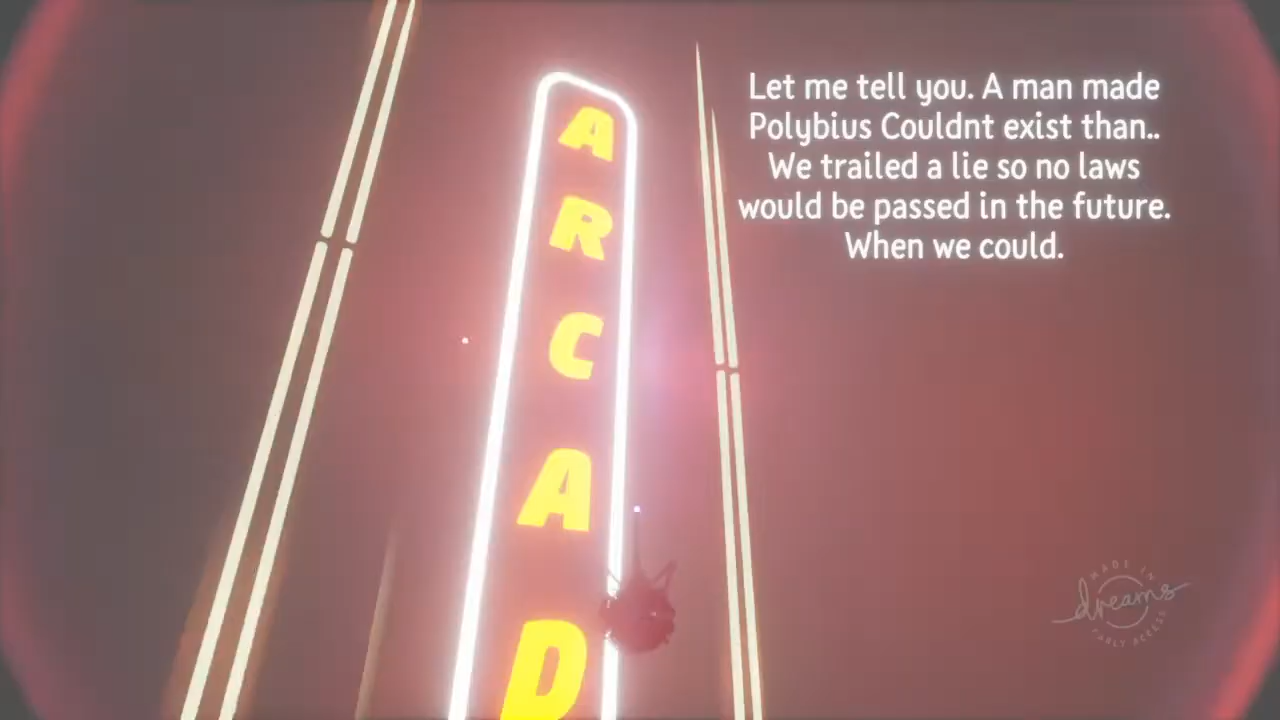 Let me tell you. A man made
Polybius Couldnt exist than..
We trailed a lie so no laws
would be passed in the future.
When we could.
A
R
C
A
D
MADE IN
dreams
EARLY ACCESS